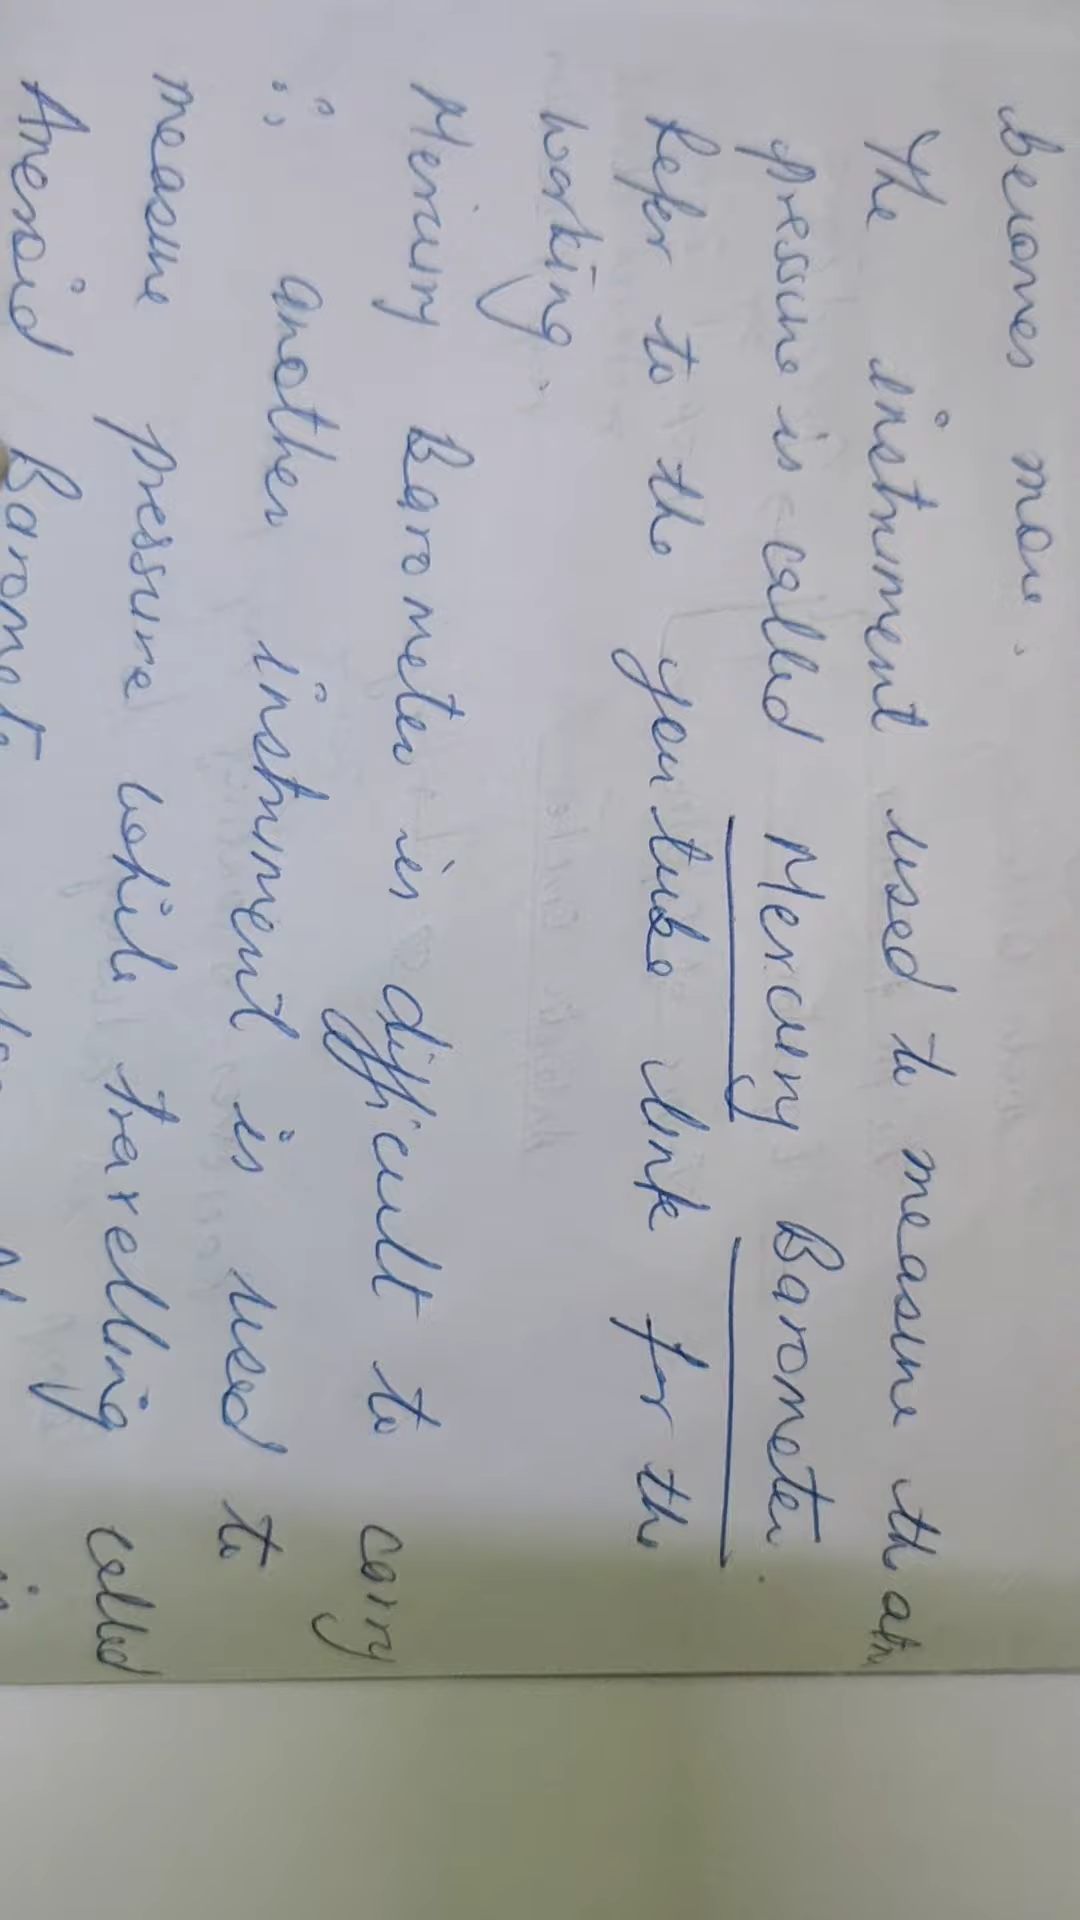 becomes more.
The instrument used to measure the atm
pressure is called Mercury Barometer.
Refer to the youtube link for the
working.
Mercury Barometer is difficult to carry
∴ another instrument is used to
measure pressure while travelling called
Aneroid